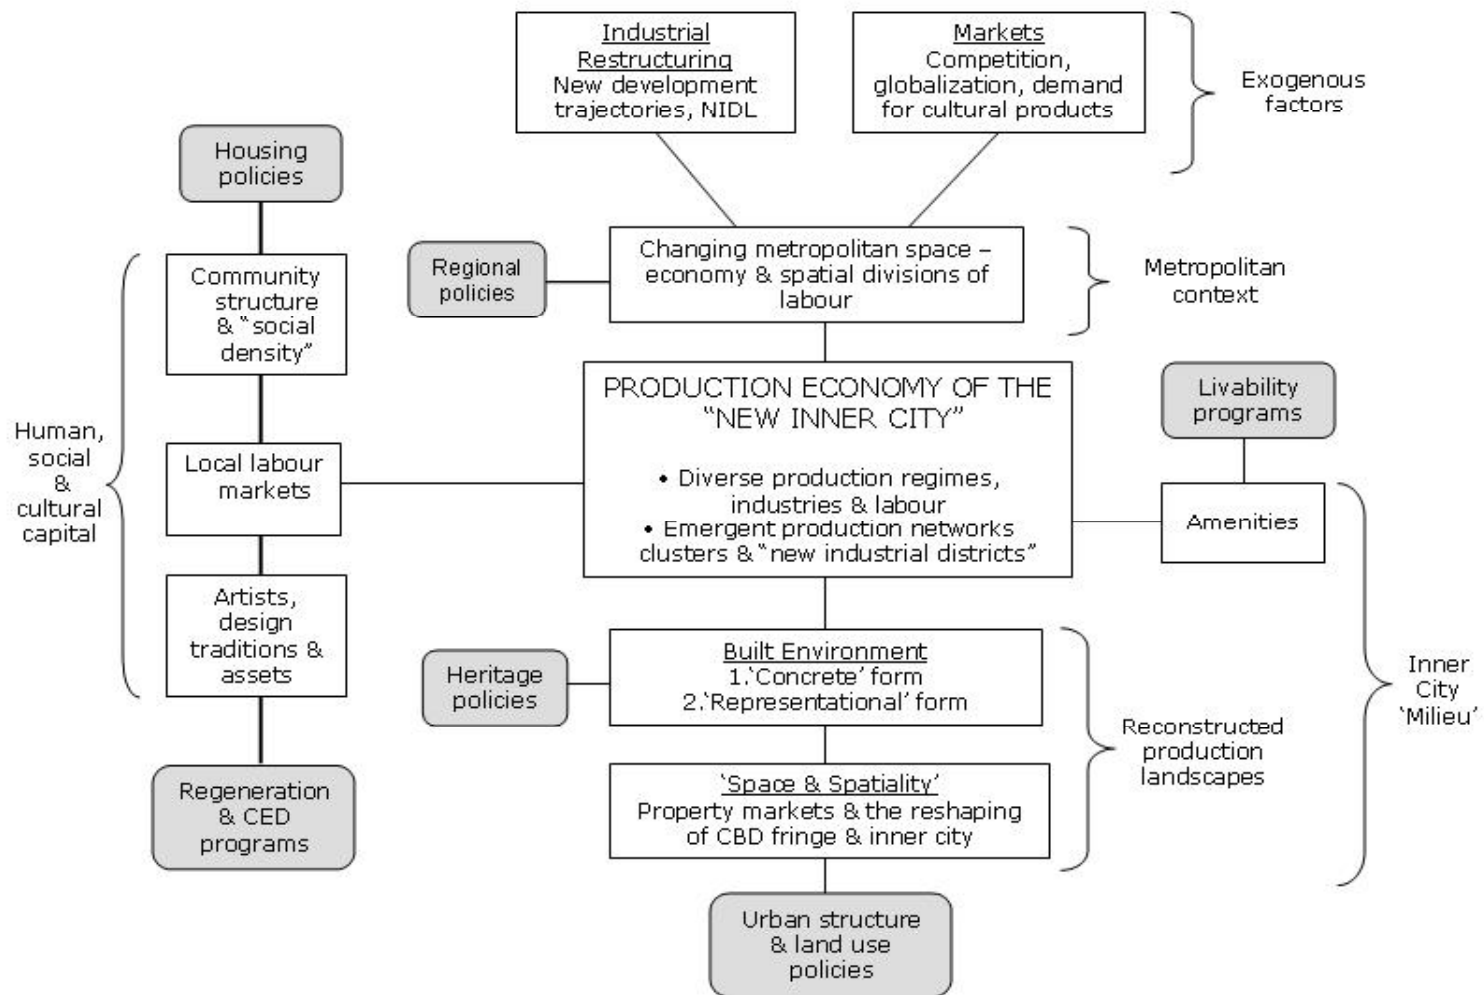 Industrial
Restructuring
New development
trajectories, NIDL
Markets
Competition,
globalization, demand
for cultural products
Exogenous
factors
Housing
policies
Regional
policies
Changing metropolitan space –
economy & spatial divisions of
labour
Metropolitan
context
Community
structure
& “social
density”
Human,
social
&
cultural
capital
Local labour
markets
PRODUCTION ECONOMY OF THE
“NEW INNER CITY”
• Diverse production regimes,
industries & labour
• Emergent production networks
clusters & “new industrial districts”
Livability
programs
Amenities
Artists,
design
traditions &
assets
Heritage
policies
Built Environment
1.‘Concrete’ form
2.‘Representational’ form
Inner
City
‘Milieu’
Reconstructed
production
landscapes
Regeneration
& CED
programs
‘Space & Spatiality’
Property markets & the reshaping
of CBD fringe & inner city
Urban structure
& land use
policies